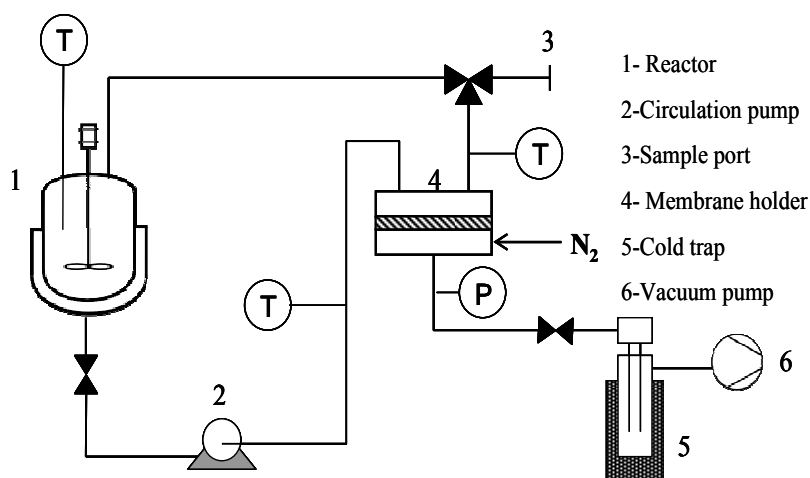 T
3
1- Reactor
2-Circulation pump
3-Sample port
4- Membrane holder
5-Cold trap
6-Vacuum pump
1
4
T
N₂
T
P
2
6
5